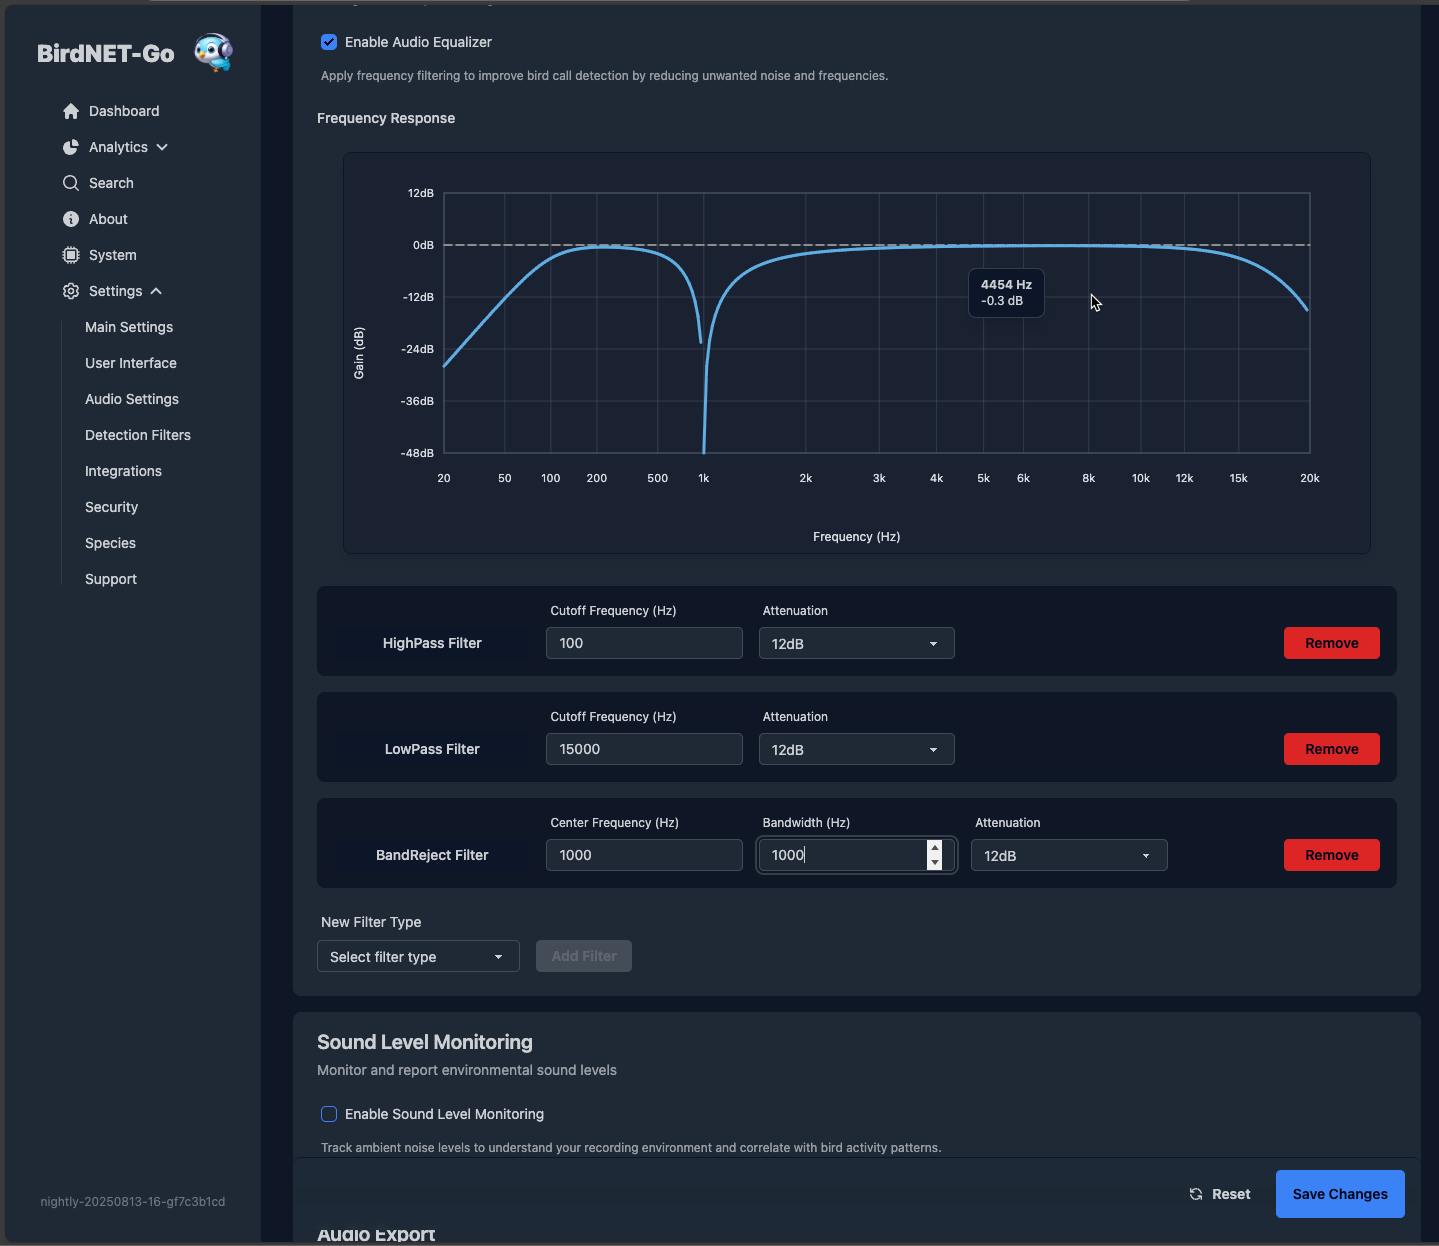 BirdNET-Go
Dashboard
Analytics
Search
About
System
Settings
Main Settings
User Interface
Audio Settings
Detection Filters
Integrations
Security
Species
Support
nightly-20250813-16-gf7c3b1cd
Enable Audio Equalizer
Apply frequency filtering to improve bird call detection by reducing unwanted noise and frequencies.
Frequency Response
12dB
0dB
-12dB
-24dB
-36dB
-48dB
Gain (dB)
4454 Hz
-0.3 dB
20 50 100 200 500 1k 2k 3k 4k 5k 6k 8k 10k 12k 15k 20k
Frequency (Hz)
Cutoff Frequency (Hz) Attenuation
HighPass Filter 100 12dB Remove
Cutoff Frequency (Hz) Attenuation
LowPass Filter 15000 12dB Remove
Center Frequency (Hz) Bandwidth (Hz) Attenuation
BandReject Filter 1000 1000 12dB Remove
New Filter Type
Select filter type Add Filter
Sound Level Monitoring
Monitor and report environmental sound levels
Enable Sound Level Monitoring
Track ambient noise levels to understand your recording environment and correlate with bird activity patterns.
Reset Save Changes
Audio Export